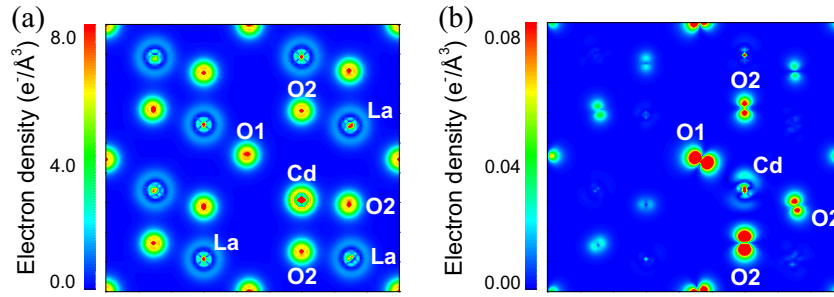 (a)
Electron density (e⁻/Å³)
8.0
4.0
0.0
O2
La
O1
Cd
O2
La
O2
La
(b)
Electron density (e⁻/Å³)
0.08
0.04
0.00
O2
O1
Cd
O2
O2